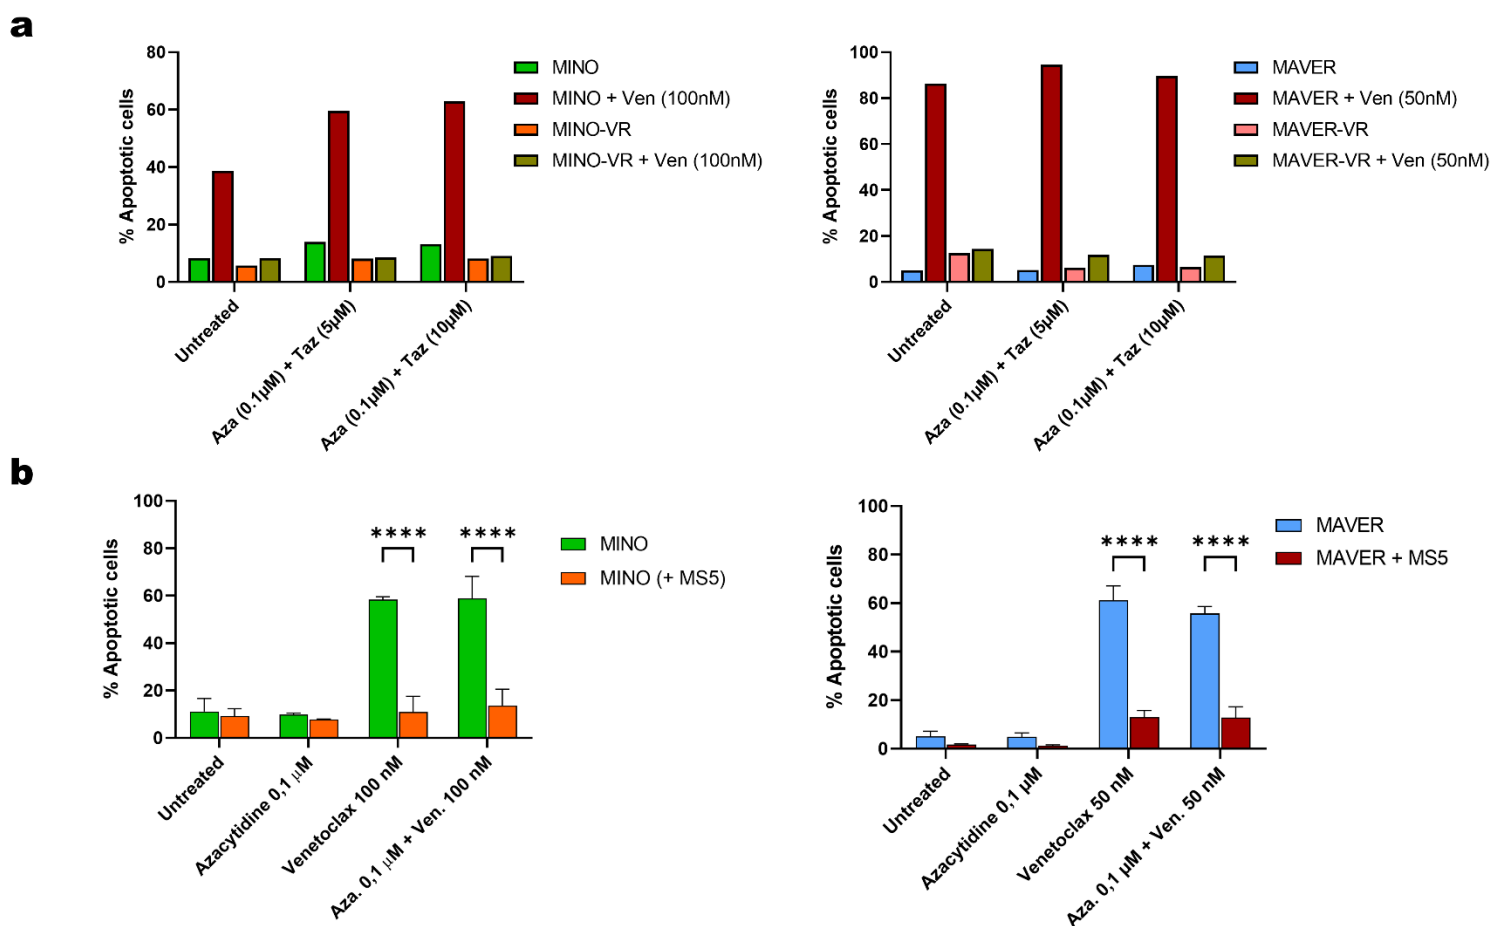 a
% Apoptotic cells
80
60
40
20
0
Untreated
Aza (0.1µM) + Taz (5µM)
Aza (0.1µM) + Taz (10µM)
MINO
MINO + Ven (100nM)
MINO-VR
MINO-VR + Ven (100nM)
% Apoptotic cells
100
80
60
40
20
0
Untreated
Aza (0.1µM) + Taz (5µM)
Aza (0.1µM) + Taz (10µM)
MAVER
MAVER + Ven (50nM)
MAVER-VR
MAVER-VR + Ven (50nM)
b
% Apoptotic cells
100
80
60
40
20
0
****
****
Untreated
Azacytidine 0,1 µM
Venetoclax 100 nM
Aza. 0,1 µM + Ven. 100 nM
MINO
MINO (+ MS5)
% Apoptotic cells
100
80
60
40
20
0
****
****
Untreated
Azacytidine 0,1 µM
Venetoclax 50 nM
Aza. 0,1 µM + Ven. 50 nM
MAVER
MAVER + MS5